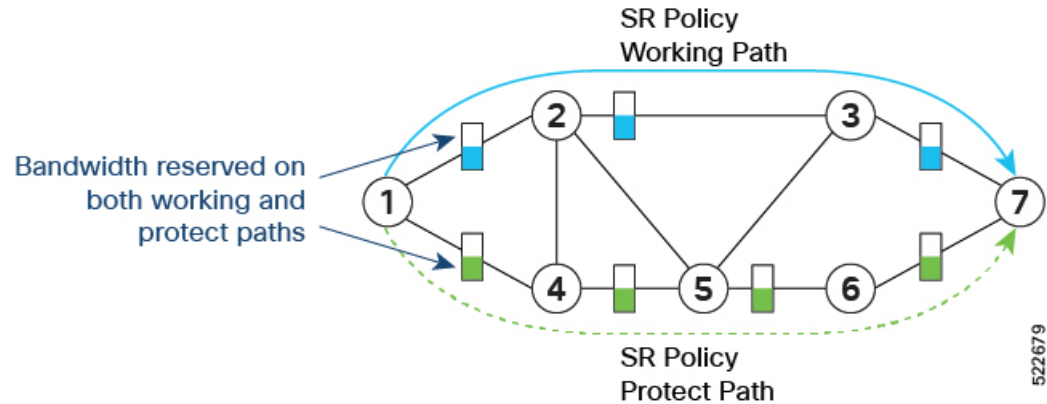 SR Policy
Working Path
Bandwidth reserved on
both working and
protect paths
1
2
3
4
5
6
7
SR Policy
Protect Path
522679